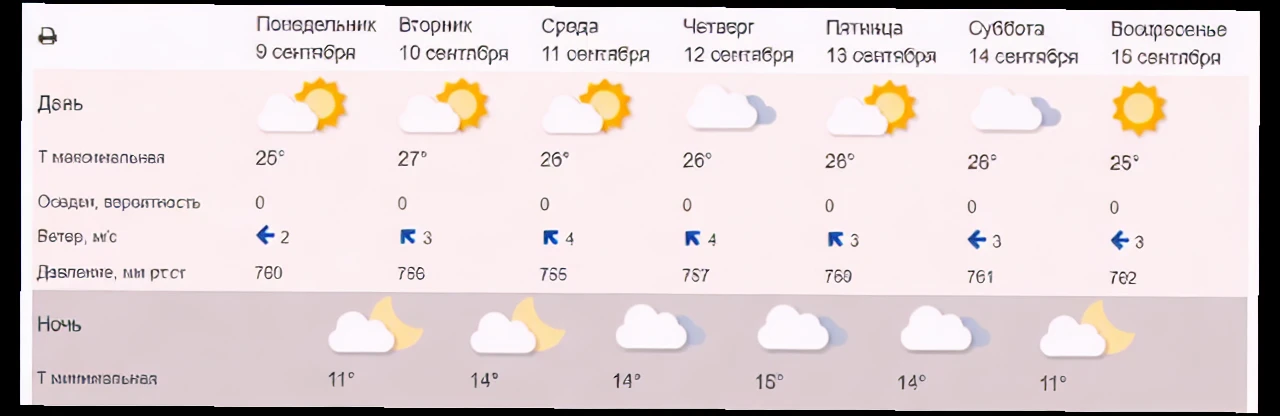 Понедельник Вторник Среда Четверг Пятница Суббота Воскресенье
9 сентября 10 сентября 11 сентября 12 сентября 13 сентября 14 сентября 15 сентября
День
Т максимальная 25° 27° 26° 26° 26° 26° 25°
Осадки, вероятность 0 0 0 0 0 0 0
Ветер, м/с 2 3 4 4 3 3 3
Давление, мм рт.ст 760 755 757 760 761 762
Ночь
Т минимальная 11° 14° 14° 14° 11°